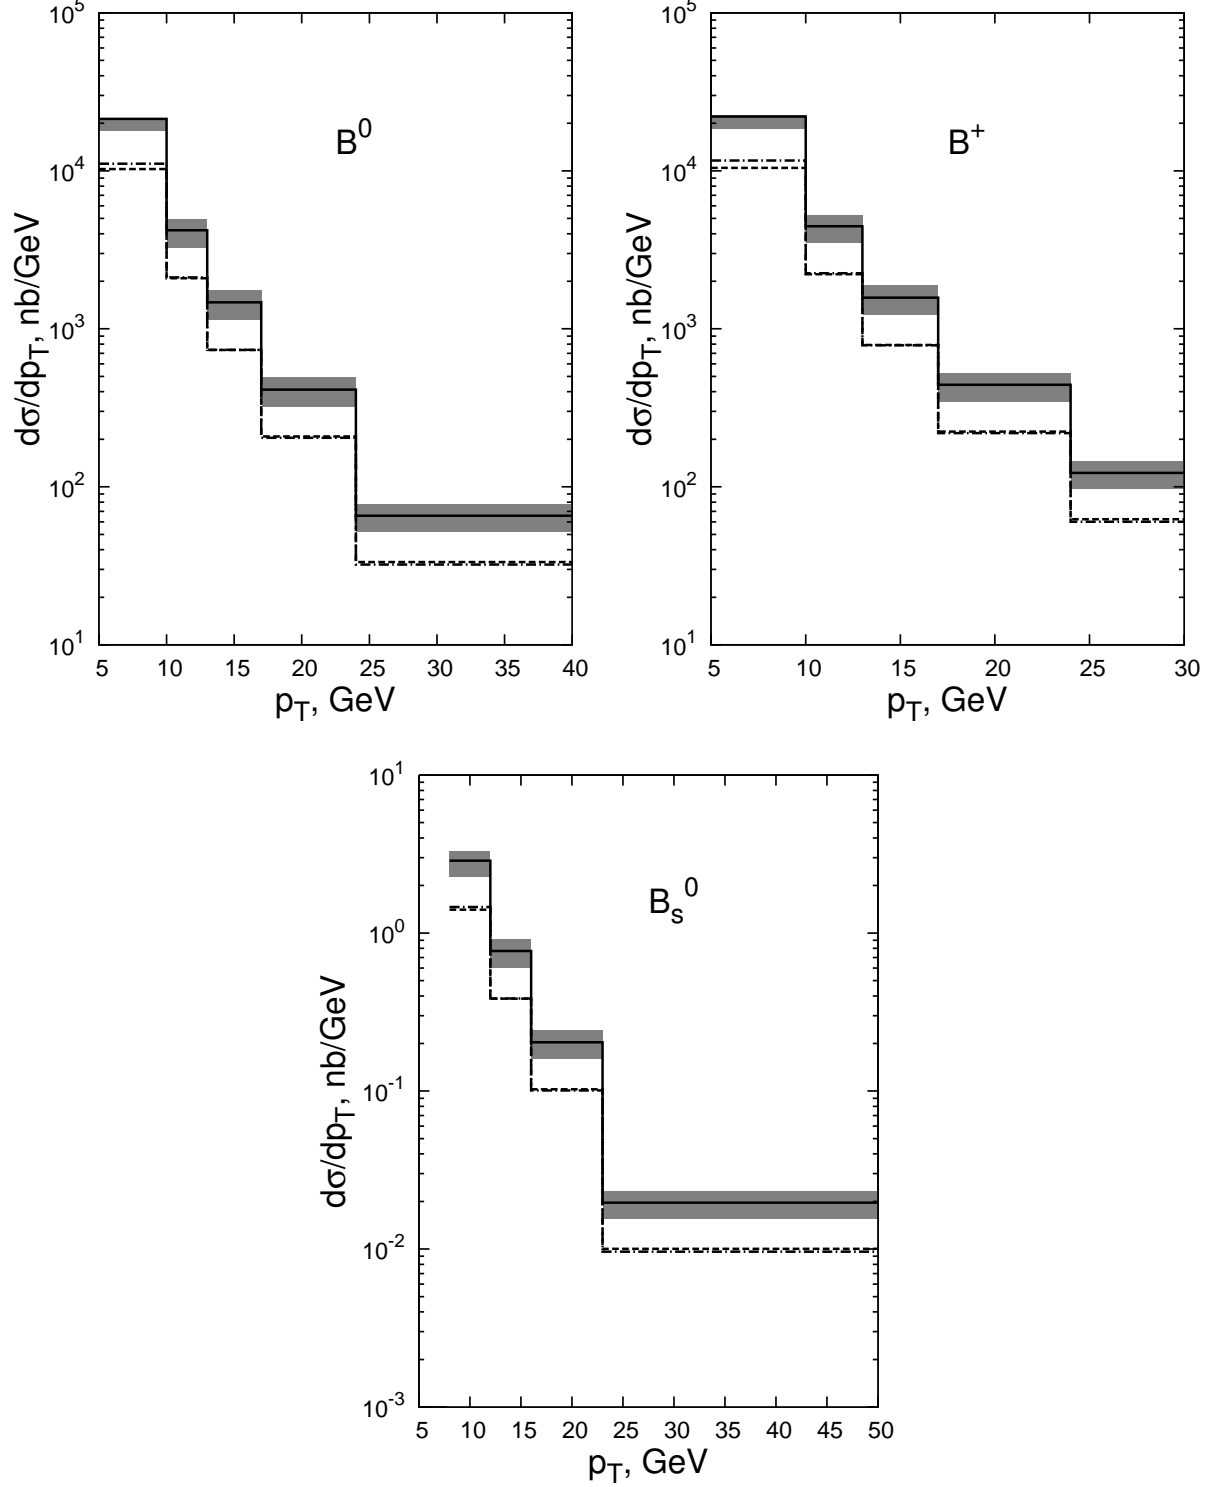 10^5
10^4
10^3
10^2
10^1
dσ/dp_T, nb/GeV
B^0
5 10 15 20 25 30 35 40
p_T, GeV
10^5
10^4
10^3
10^2
10^1
dσ/dp_T, nb/GeV
B^+
5 10 15 20 25 30
p_T, GeV
10^1
10^0
10^-1
10^-2
10^-3
dσ/dp_T, nb/GeV
B_s^0
5 10 15 20 25 30 35 40 45 50
p_T, GeV